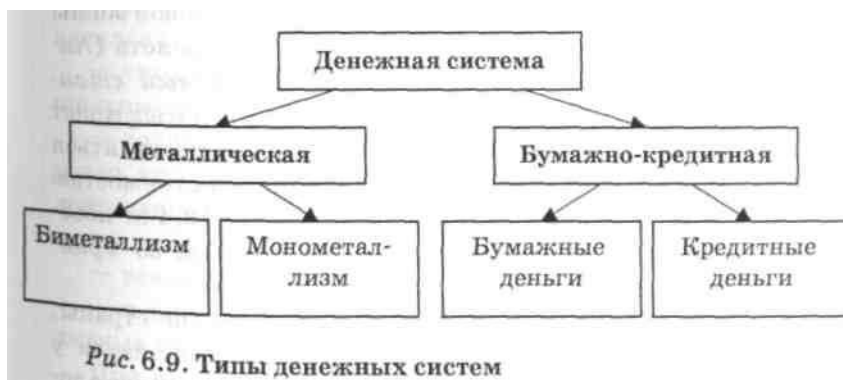 Денежная система
Металлическая
Бумажно-кредитная
Биметаллизм
Монометал-
лизм
Бумажные
деньги
Кредитные
деньги
Рис. 6.9. Типы денежных систем